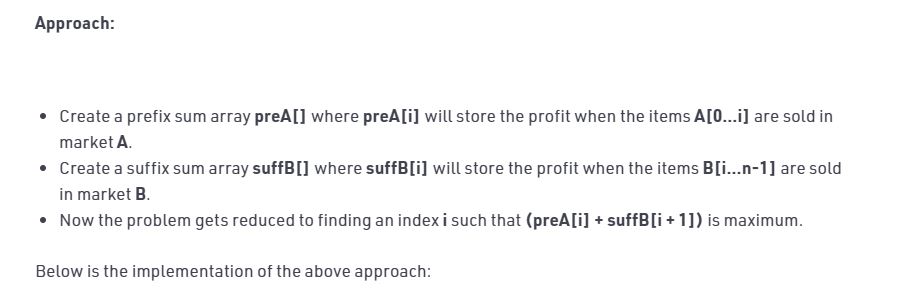 Approach:
• Create a prefix sum array preA[] where preA[i] will store the profit when the items A[0…i] are sold in
market A.
• Create a suffix sum array suffB[] where suffB[i] will store the profit when the items B[i…n-1] are sold
in market B.
• Now the problem gets reduced to finding an index i such that (preA[i] + suffB[i + 1]) is maximum.
Below is the implementation of the above approach: